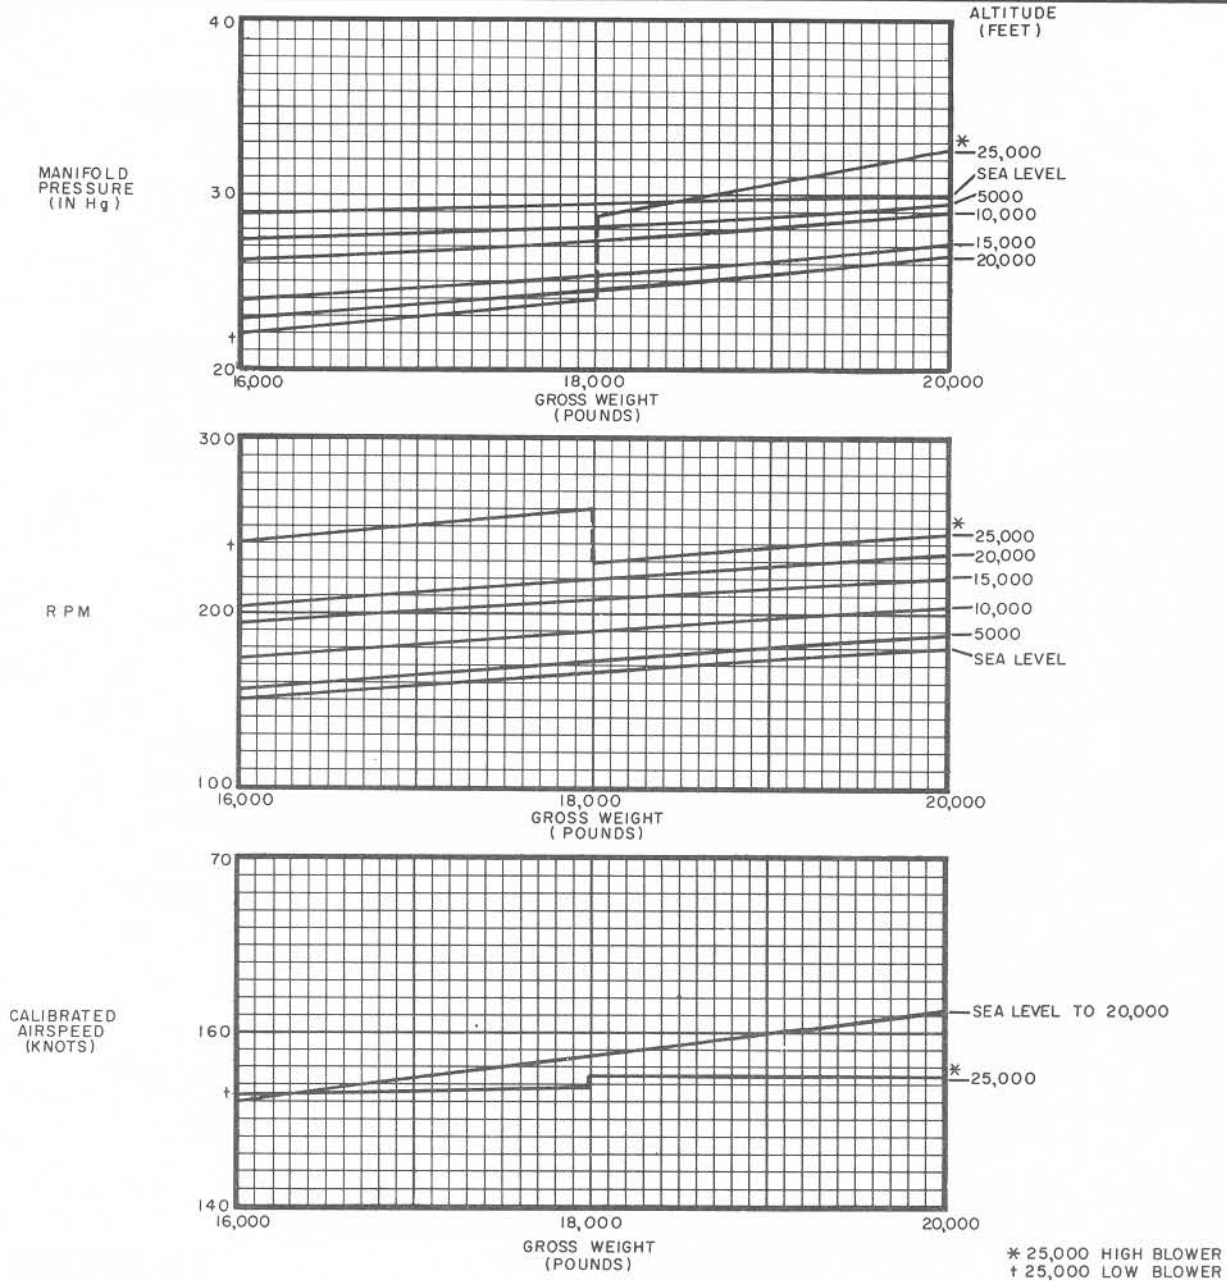 40
ALTITUDE
(FEET)
MANIFOLD
PRESSURE
(IN Hg)
30
*
25,000
SEA LEVEL
5000
10,000
15,000
20,000
†
20
16,000 18,000 20,000
GROSS WEIGHT
(POUNDS)
300
*
25,000
20,000
15,000
10,000
5000
SEA LEVEL
†
RPM
200
100
16,000 18,000 20,000
GROSS WEIGHT
(POUNDS)
70
CALIBRATED
AIRSPEED
(KNOTS)
160
SEA LEVEL TO 20,000
*
25,000
†
140
16,000 18,000 20,000
GROSS WEIGHT
(POUNDS)
* 25,000 HIGH BLOWER
† 25,000 LOW BLOWER